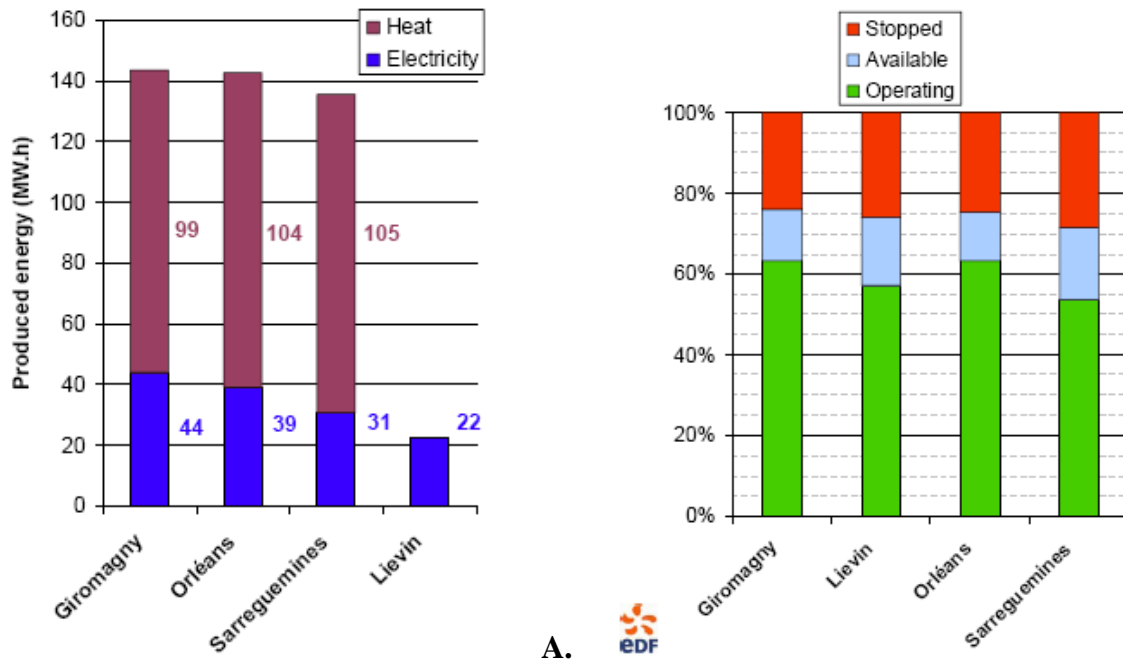 160
140
120
100
80
60
40
20
0
Produced energy (MW.h)
Heat
Electricity
99
104
105
44
39
31
22
Giromagny
Orléans
Sarreguemines
Lievin
Stopped
Available
Operating
100%
80%
60%
40%
20%
0%
Giromagny
Lievin
Orléans
Sarreguemines
A.
eDF